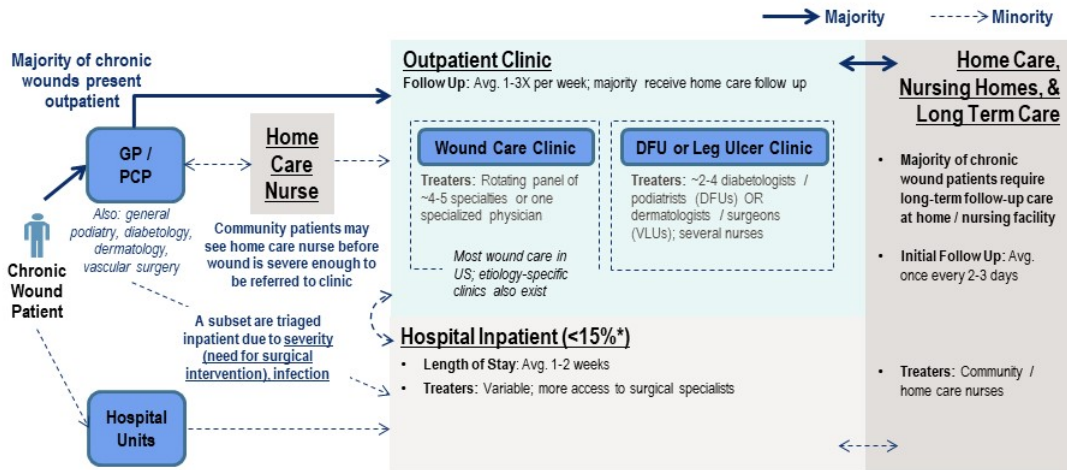 Majority
Minority
Majority of chronic
wounds present
outpatient
GP /
PCP
Also: general
podiatry, diabetology,
dermatology,
vascular surgery
Chronic
Wound
Patient
Home
Care
Nurse
Community patients may
see home care nurse before
wound is severe enough to
be referred to clinic
A subset are triaged
inpatient due to severity
(need for surgical
intervention), infection
Hospital
Units
Outpatient Clinic
Follow Up: Avg. 1-3X per week; majority receive home care follow up
Wound Care Clinic
Treaters: Rotating panel of
~4-5 specialties or one
specialized physician
Most wound care in
US; etiology-specific
clinics also exist
DFU or Leg Ulcer Clinic
Treaters: ~2-4 diabetologists /
podiatrists (DFUs) OR
dermatologists / surgeons
(VLUs); several nurses
Hospital Inpatient (<15%*)
• Length of Stay: Avg. 1-2 weeks
• Treaters: Variable; more access to surgical specialists
Home Care,
Nursing Homes, &
Long Term Care
• Majority of chronic
wound patients require
long-term follow-up care
at home / nursing facility
• Initial Follow Up: Avg.
once every 2-3 days
• Treaters: Community /
home care nurses